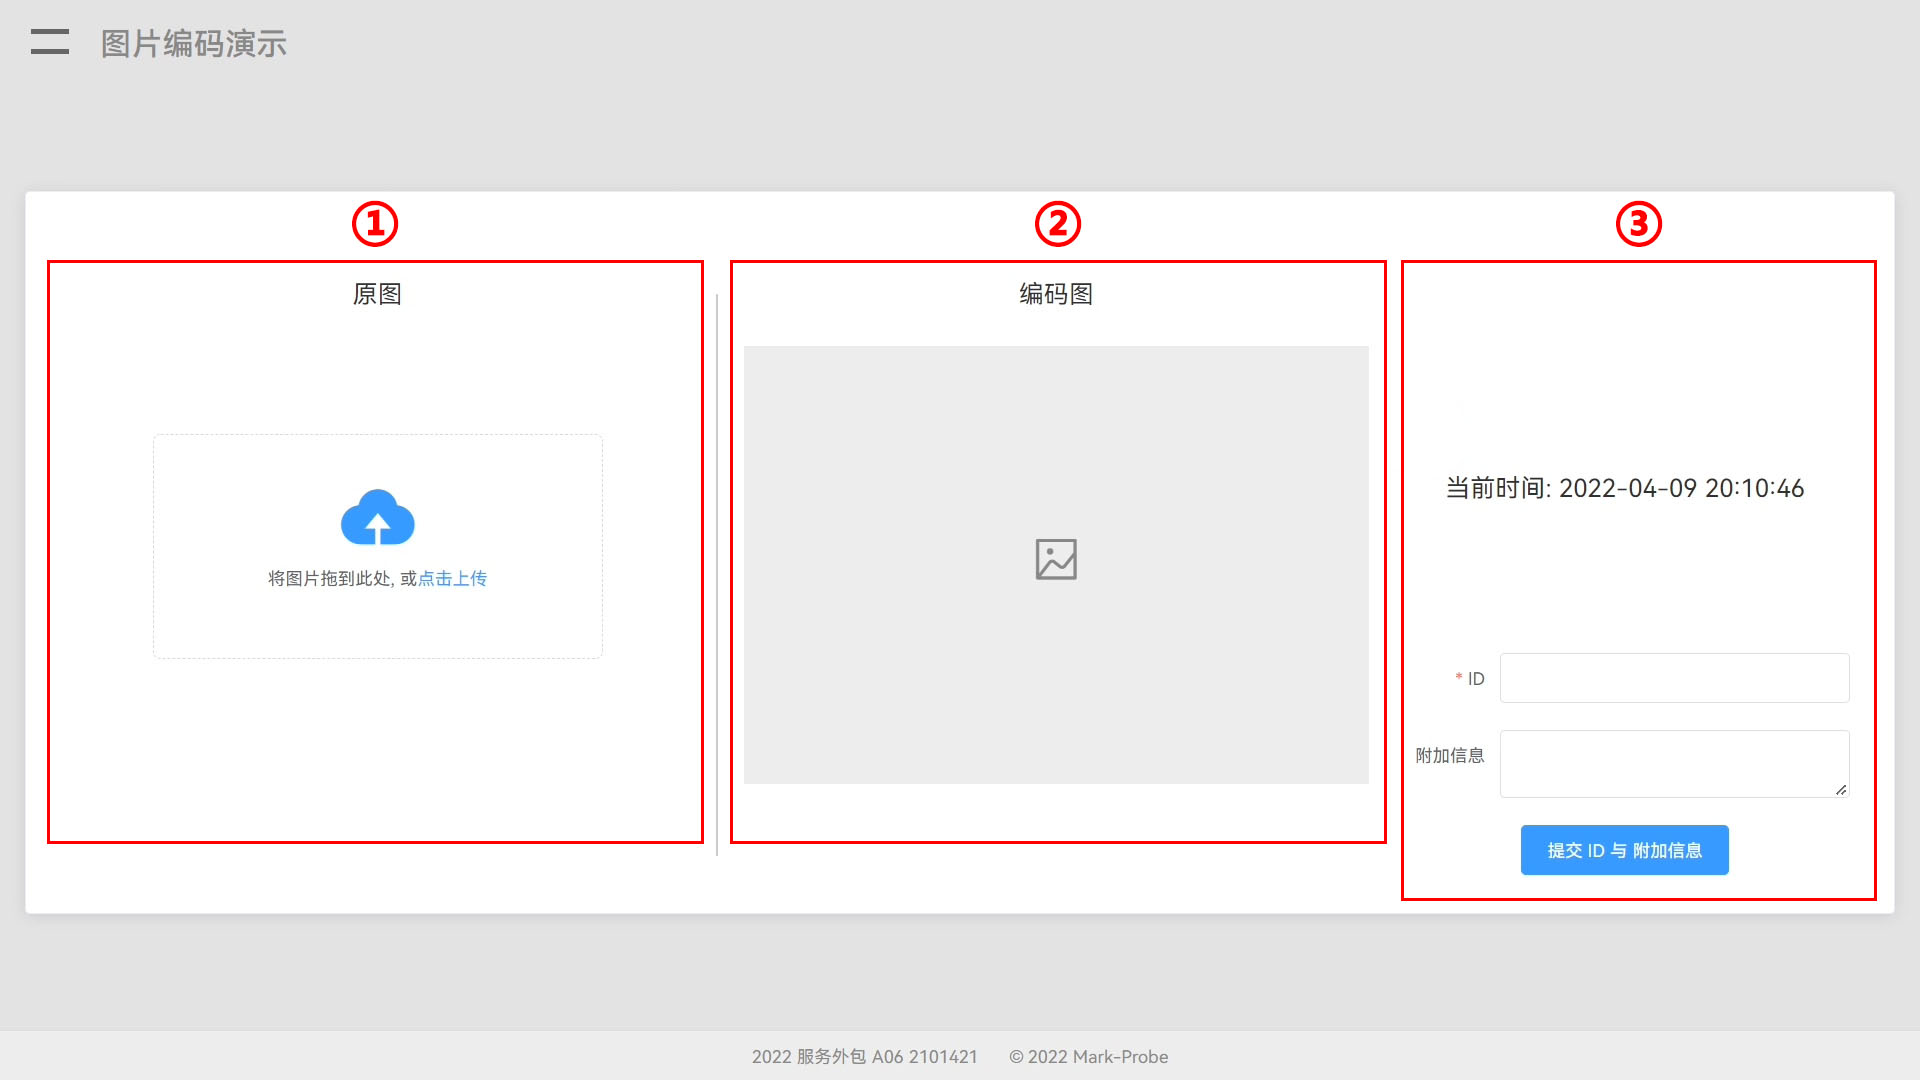 图片编码演示
①
②
③
原图
编码图
将图片拖到此处, 或点击上传
当前时间: 2022-04-09 20:10:46
* ID
附加信息
提交 ID 与 附加信息
2022 服务外包 A06 2101421 © 2022 Mark-Probe